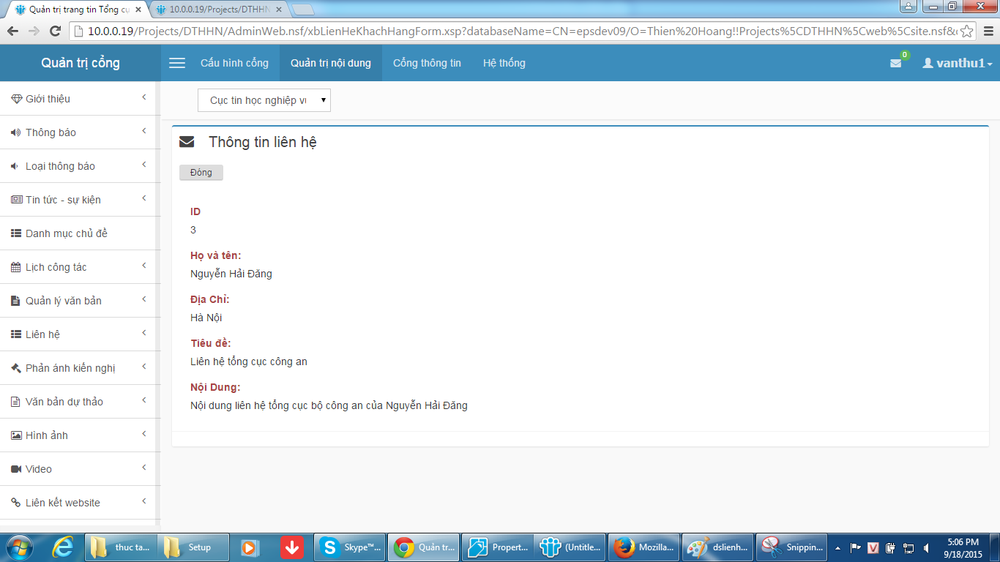 Quản trị trang tin Tổng cụ
10.0.0.19/Projects/DTHHN
10.0.0.19/Projects/DTHHN/AdminWeb.nsf/xbLienHeKhachHangForm.xsp?databaseName=CN=epsdev09/O=Thien%20Hoang!!Projects%5CDTHHN%5Cweb%5Csite.nsf&
Quản trị cổng
Cấu hình cổng
Quản trị nội dung
Cổng thông tin
Hệ thống
0
vanthu1
Cục tin học nghiệp vụ
Giới thiệu
Thông báo
Loại thông báo
Tin tức - sự kiện
Danh mục chủ đề
Lịch công tác
Quản lý văn bản
Liên hệ
Phản ánh kiến nghị
Văn bản dự thảo
Hình ảnh
Video
Liên kết website
Thông tin liên hệ
Đóng
ID
3
Họ và tên:
Nguyễn Hải Đăng
Địa Chỉ:
Hà Nội
Tiêu đề:
Liên hệ tổng cục công an
Nội Dung:
Nội dung liên hệ tổng cục bộ công an của Nguyễn Hải Đăng
thuc ta...
Setup
Skype™...
Quản tr...
Propert...
(Untitle...
Mozilla...
dslienh...
Snippin...
5:06 PM
9/18/2015